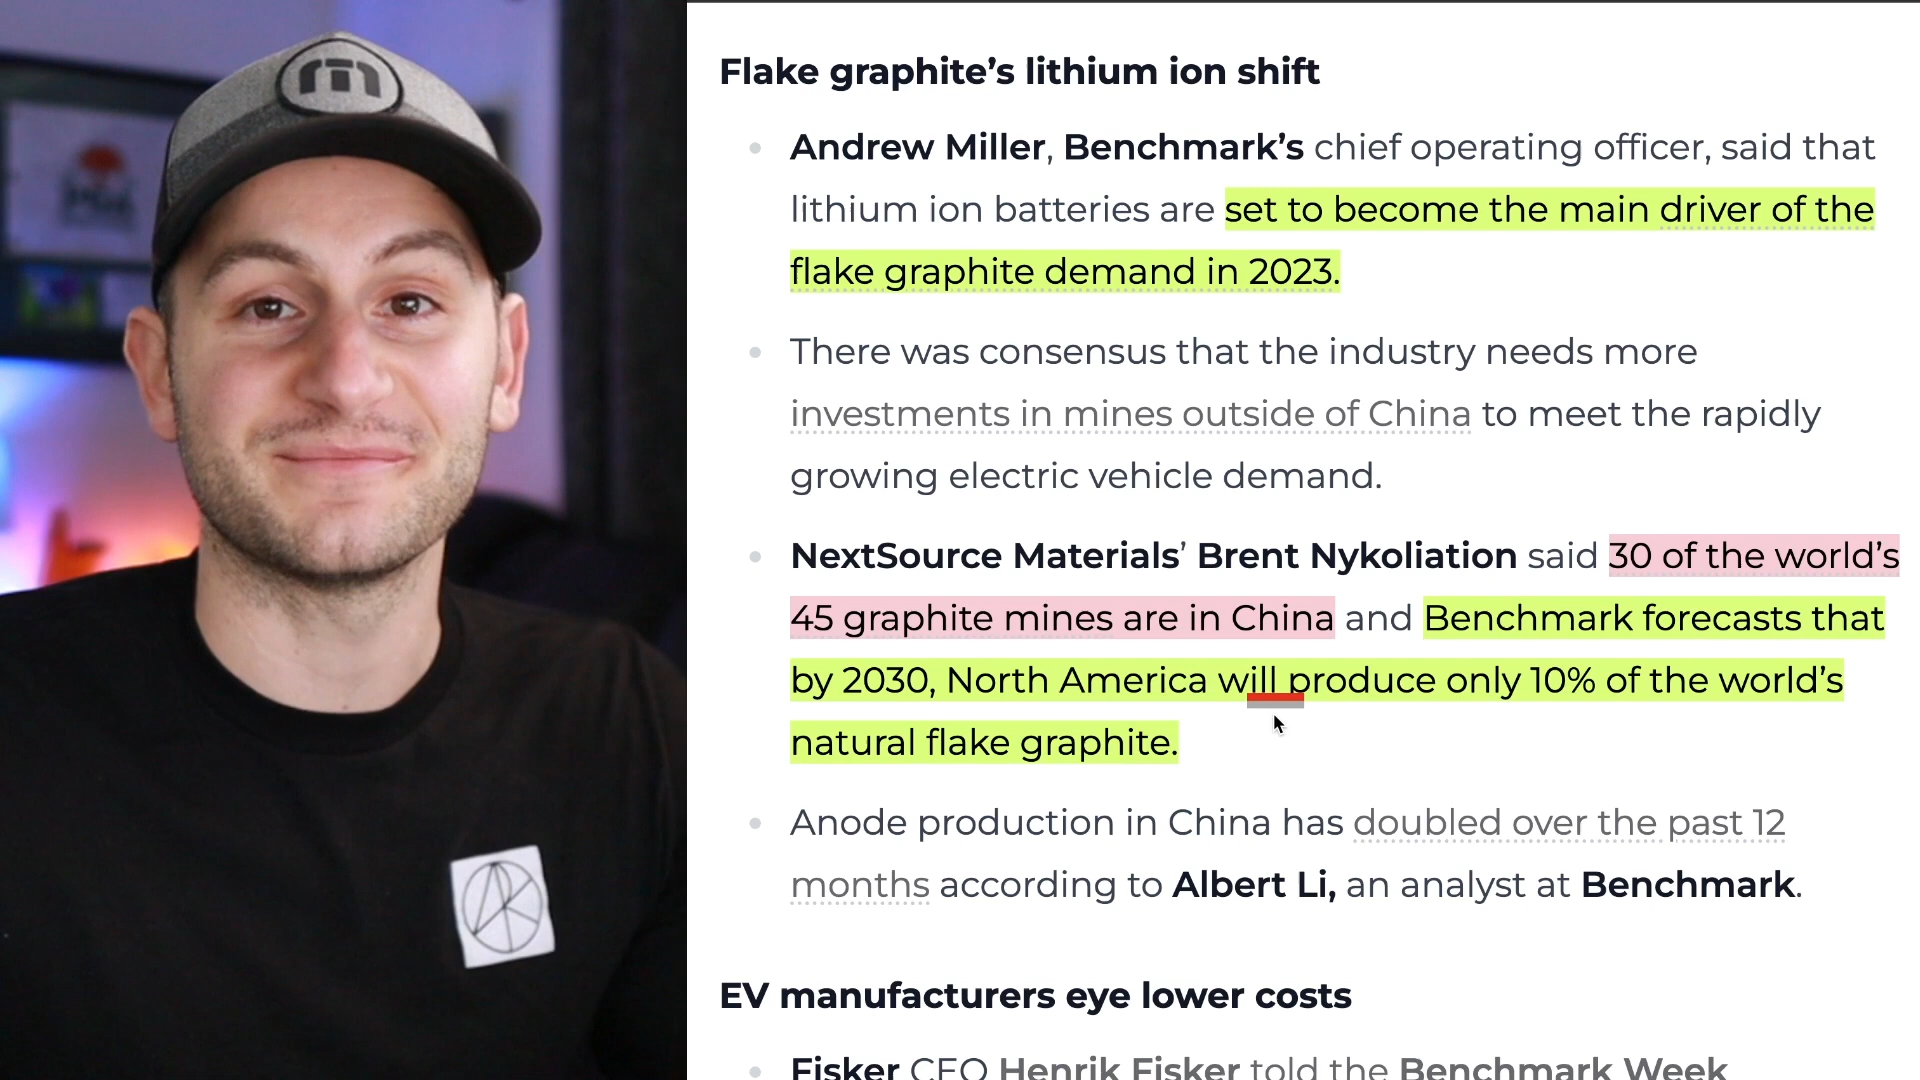 Flake graphite’s lithium ion shift
Andrew Miller, Benchmark’s chief operating officer, said that
lithium ion batteries are set to become the main driver of the
flake graphite demand in 2023.
There was consensus that the industry needs more
investments in mines outside of China to meet the rapidly
growing electric vehicle demand.
NextSource Materials’ Brent Nykoliation said 30 of the world’s
45 graphite mines are in China and Benchmark forecasts that
by 2030, North America will produce only 10% of the world’s
natural flake graphite.
Anode production in China has doubled over the past 12
months according to Albert Li, an analyst at Benchmark.
EV manufacturers eye lower costs
Fisker CEO Henrik Fisker told the Benchmark Week